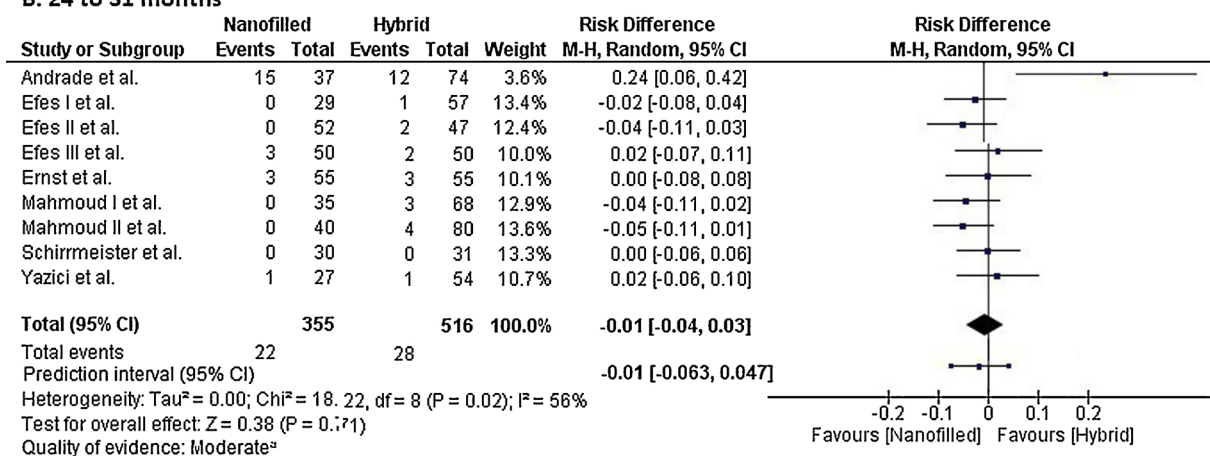 B. 24 to 31 months
Nanofilled Hybrid Risk Difference Risk Difference
Study or Subgroup Events Total Events Total Weight M-H, Random, 95% CI M-H, Random, 95% CI
Andrade et al. 15 37 12 74 3.6% 0.24 [0.06, 0.42]
Efes I et al. 0 29 1 57 13.4% -0.02 [-0.08, 0.04]
Efes II et al. 0 52 2 47 12.4% -0.04 [-0.11, 0.03]
Efes III et al. 3 50 2 50 10.0% 0.02 [-0.07, 0.11]
Ernst et al. 3 55 3 55 10.1% 0.00 [-0.08, 0.08]
Mahmoud I et al. 0 35 3 68 12.9% -0.04 [-0.11, 0.02]
Mahmoud II et al. 0 40 4 80 13.6% -0.05 [-0.11, 0.01]
Schirrmeister et al. 0 30 0 31 13.3% 0.00 [-0.06, 0.06]
Yazici et al. 1 27 1 54 10.7% 0.02 [-0.06, 0.10]
Total (95% CI) 355 516 100.0% -0.01 [-0.04, 0.03]
Total events 22 28
Prediction interval (95% CI) -0.01 [-0.063, 0.047]
Heterogeneity: Tau² = 0.00; Chi² = 18. 22, df = 8 (P = 0.02); I² = 56%
Test for overall effect: Z = 0.38 (P = 0.71)
Quality of evidence: Moderateª
-0.2 -0.1 0 0.1 0.2
Favours [Nanofilled] Favours [Hybrid]